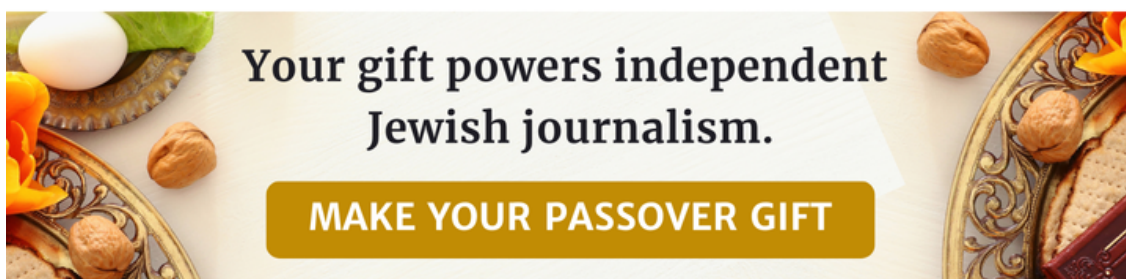 Your gift powers independent
Jewish journalism.
MAKE YOUR PASSOVER GIFT